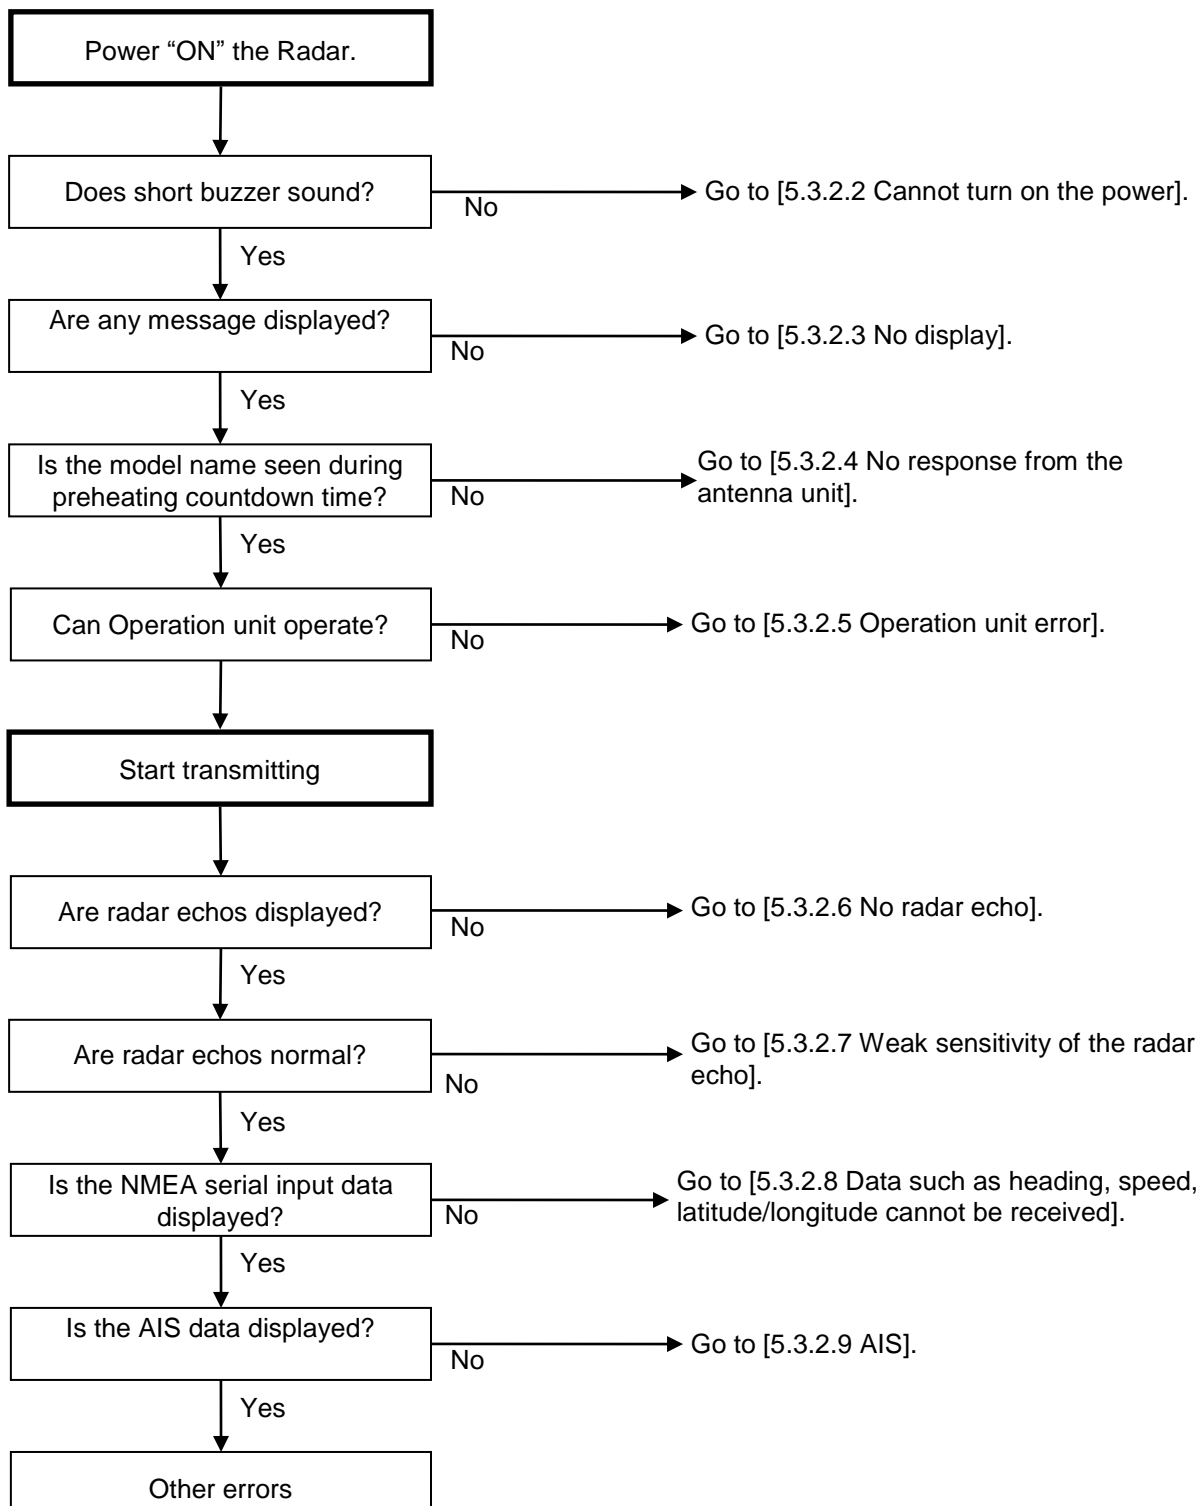 Power “ON” the Radar.
Does short buzzer sound?
No
Go to [5.3.2.2 Cannot turn on the power].
Yes
Are any message displayed?
No
Go to [5.3.2.3 No display].
Yes
Is the model name seen during
preheating countdown time?
No
Go to [5.3.2.4 No response from the
antenna unit].
Yes
Can Operation unit operate?
No
Go to [5.3.2.5 Operation unit error].
Start transmitting
Are radar echos displayed?
No
Go to [5.3.2.6 No radar echo].
Yes
Are radar echos normal?
No
Go to [5.3.2.7 Weak sensitivity of the radar
echo].
Yes
Is the NMEA serial input data
displayed?
No
Go to [5.3.2.8 Data such as heading, speed,
latitude/longitude cannot be received].
Yes
Is the AIS data displayed?
No
Go to [5.3.2.9 AIS].
Yes
Other errors